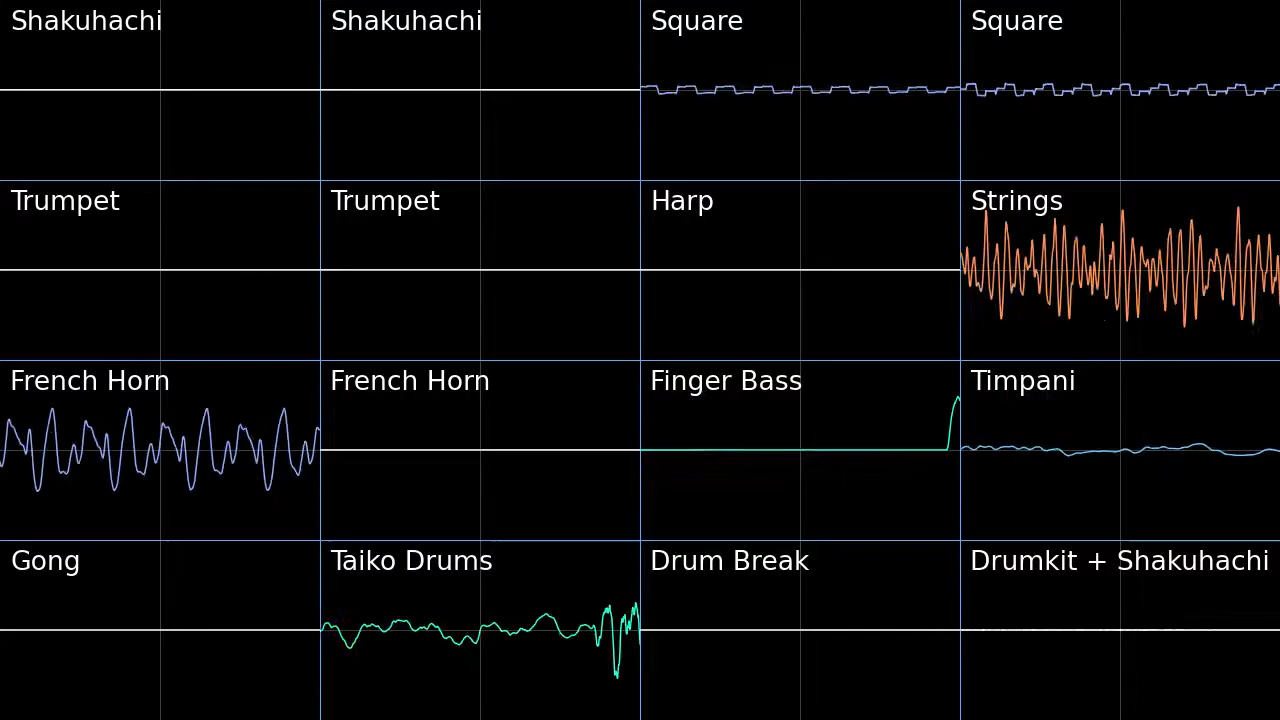 Shakuhachi
Shakuhachi
Square
Square
Trumpet
Trumpet
Harp
Strings
French Horn
French Horn
Finger Bass
Timpani
Gong
Taiko Drums
Drum Break
Drumkit + Shakuhachi